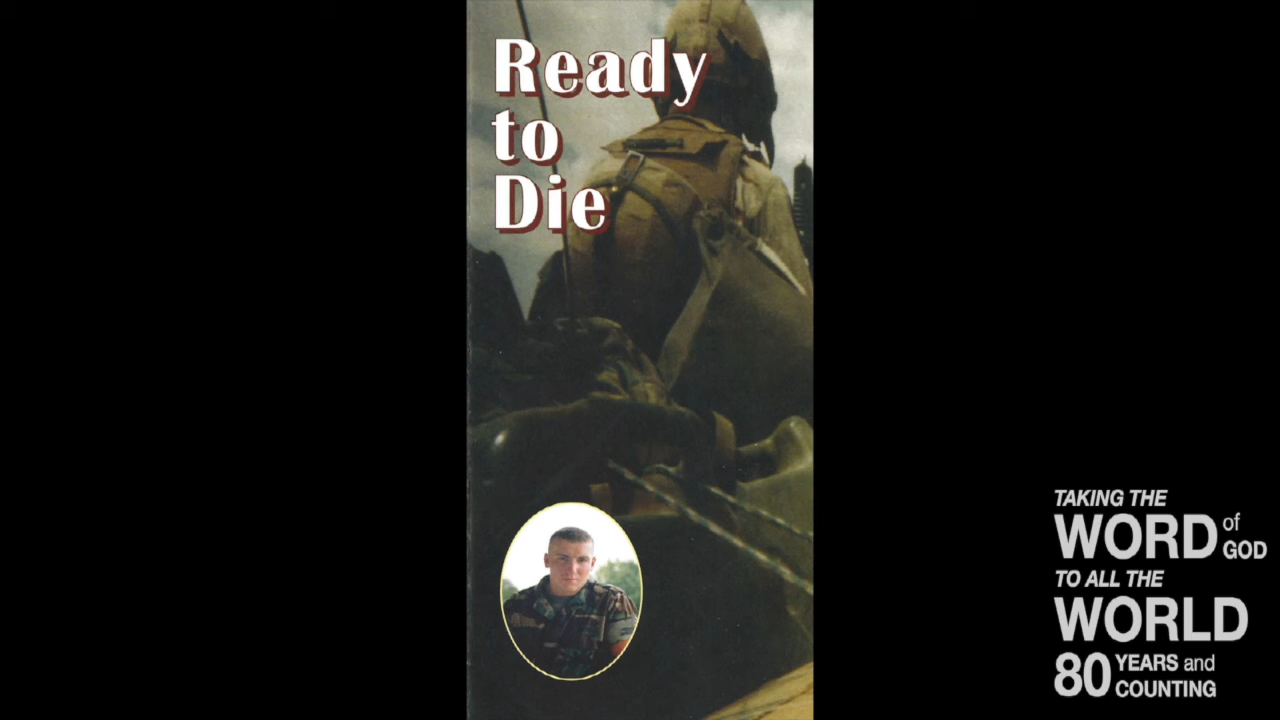 Ready
to
Die
TAKING THE
WORD of GOD
TO ALL THE
WORLD
80 YEARS and
COUNTING